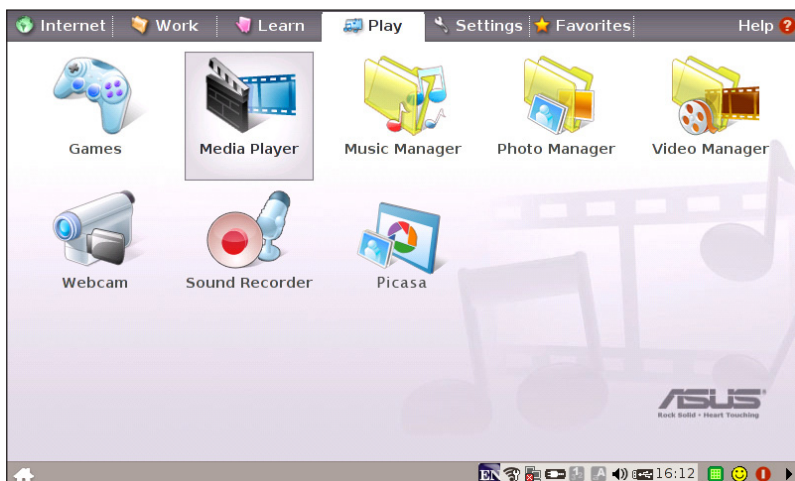 Internet Work Learn Play Settings Favorites Help ?
Games Media Player Music Manager Photo Manager Video Manager
Webcam Sound Recorder Picasa
ASUS
Rock Solid • Heart Touching
EN 1 A 16:12